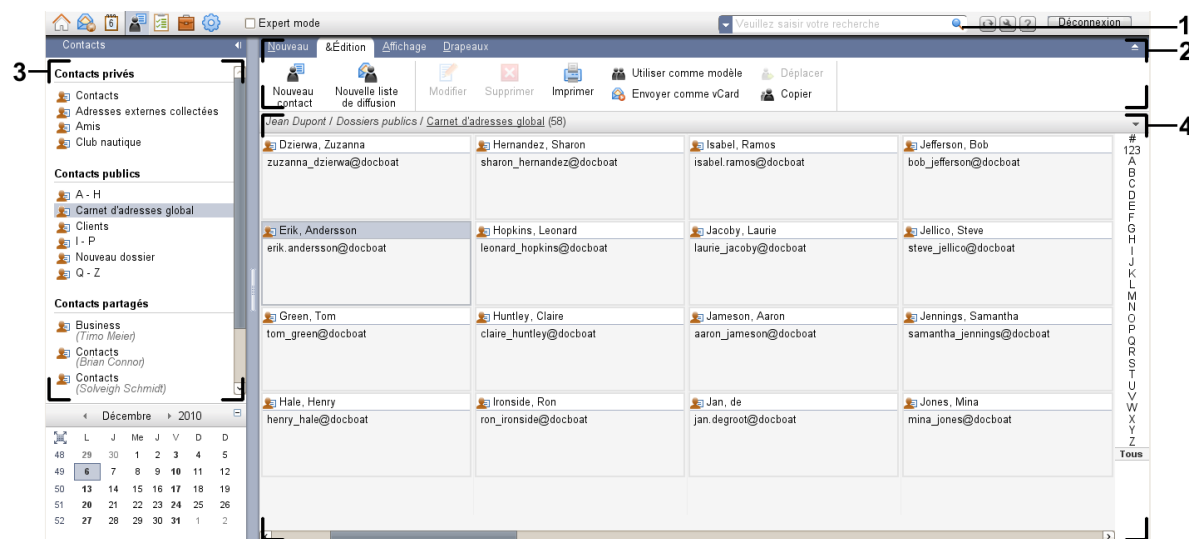 6
Expert mode
Veuillez saisir votre recherche
?
Déconnexion
1
Contacts
Nouveau
&Édition
Affichage
Drapeaux
2
3
Contacts privés
Contacts
Adresses externes collectées
Amis
Club nautique
Contacts publics
A - H
Carnet d'adresses global
Clients
I - P
Nouveau dossier
Q - Z
Contacts partagés
Business
(Timo Meier)
Contacts
(Brian Connor)
Contacts
(Solveigh Schmidt)
Décembre 2010
L J Me J V D D
48 29 30 1 2 3 4 5
49 6 7 8 9 10 11 12
50 13 14 15 16 17 18 19
51 20 21 22 23 24 25 26
52 27 28 29 30 31 1 2
Nouveau contact
Nouvelle liste de diffusion
Modifier
Supprimer
Imprimer
Utiliser comme modèle
Déplacer
Envoyer comme vCard
Copier
Jean Dupont / Dossiers publics / Carnet d'adresses global (58)
4
Dzierwa, Zuzanna
zuzanna_dzierwa@docboat
Hernandez, Sharon
sharon_hernandez@docboat
Isabel, Ramos
isabel.ramos@docboat
Jefferson, Bob
bob_jefferson@docboat
Erik, Andersson
erik.andersson@docboat
Hopkins, Leonard
leonard_hopkins@docboat
Jacoby, Laurie
laurie_jacoby@docboat
Jellico, Steve
steve_jellico@docboat
Green, Tom
tom_green@docboat
Huntley, Claire
claire_huntley@docboat
Jameson, Aaron
aaron_jameson@docboat
Jennings, Samantha
samantha_jennings@docboat
Hale, Henry
henry_hale@docboat
Ironside, Ron
ron_ironside@docboat
Jan, de
jan.degroot@docboat
Jones, Mina
mina_jones@docboat
#
123
A
B
C
D
E
F
G
H
I
J
K
L
M
N
O
P
Q
R
S
T
U
V
W
X
Y
Z
Tous